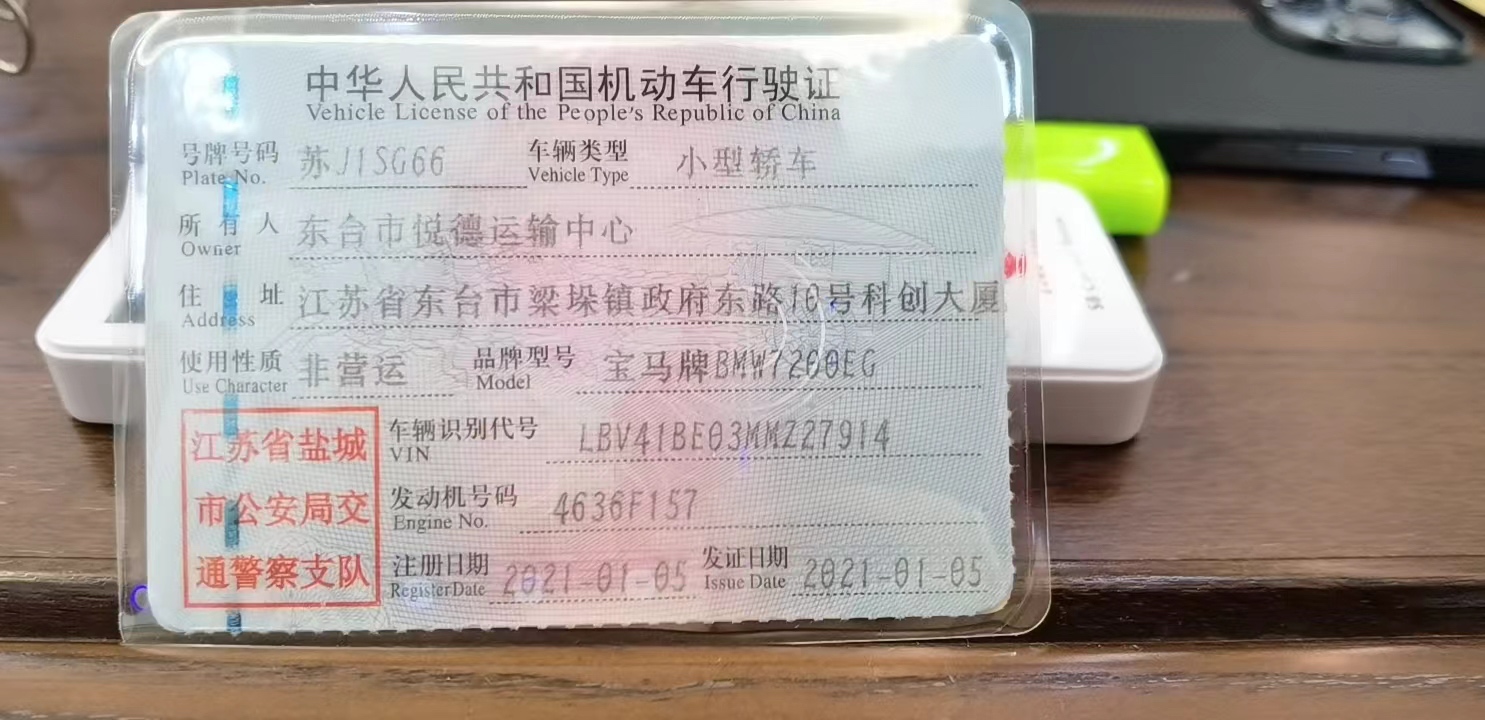 中华人民共和国机动车行驶证
Vehicle License of the People's Republic of China
号牌号码 苏J1SG66 车辆类型 小型轿车
Plate No. Vehicle Type
所有人 东台市悦德运输中心
Owner
住址 江苏省东台市梁垛镇政府东路10号科创大厦
Address
使用性质 非营运 品牌型号 宝马牌BMW7200EG
Use Character Model
江苏省盐城
市公安局交
通警察支队
车辆识别代号 LBV41BE03MMZ27914
VIN
发动机号码 4636F157
Engine No.
注册日期 2021-01-05 发证日期 2021-01-05
Register Date Issue Date